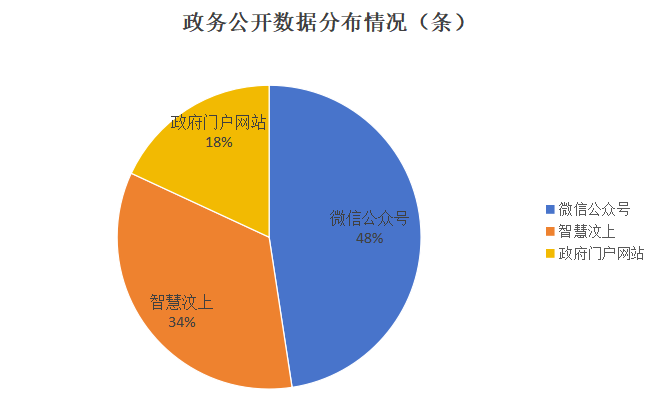 政务公开数据分布情况（条）
政府门户网站
18%
微信公众号
48%
智慧汶上
34%
微信公众号
智慧汶上
政府门户网站